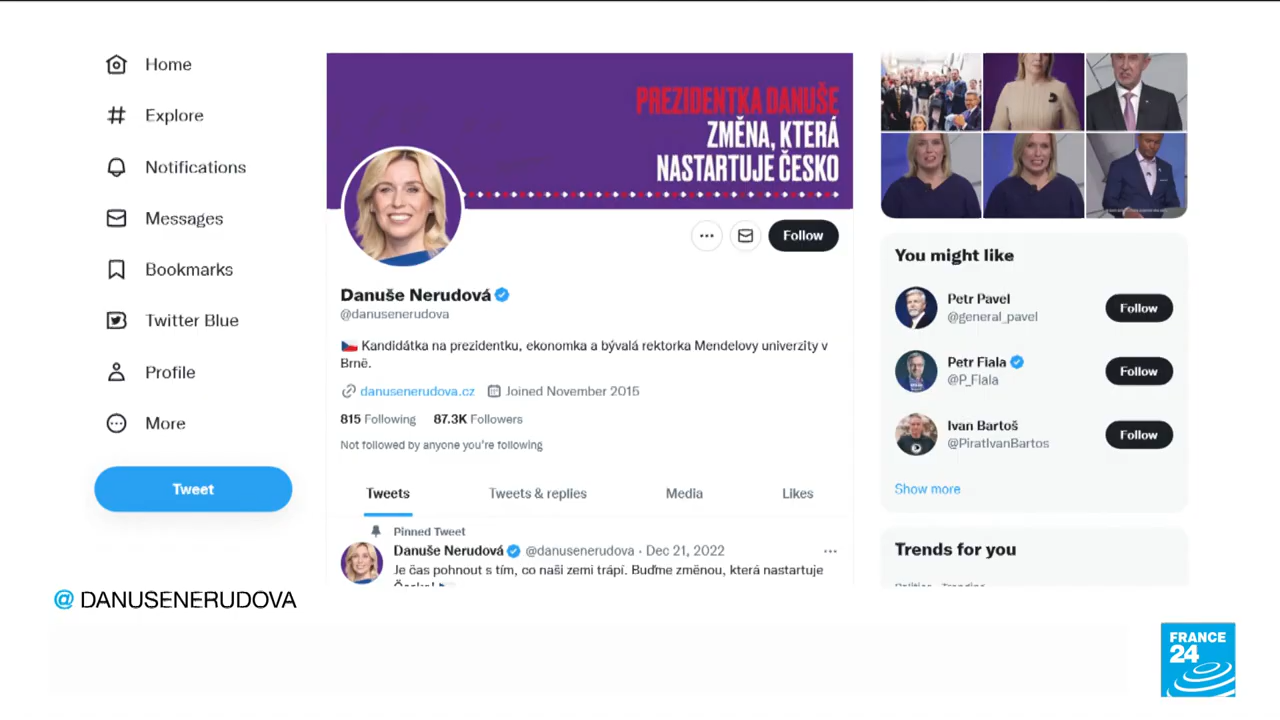 Home
Explore
Notifications
Messages
Bookmarks
Twitter Blue
Profile
More
Tweet
PREZIDENTKA DANUŠE
ZMĚNA, KTERÁ
NASTARTUJE ČESKO
Follow
Danuše Nerudová
@danusenerudova
Kandidátka na prezidentku, ekonomka a bývalá rektorka Mendelovy univerzity v
Brně.
danusenerudova.cz Joined November 2015
815 Following 87.3K Followers
Not followed by anyone you're following
Tweets Tweets & replies Media Likes
Pinned Tweet
Danuše Nerudová @danusenerudova · Dec 21, 2022
Je čas pohnout s tím, co naši zemi trápí. Buďme změnou, která nastartuje
You might like
Petr Pavel
@general_pavel
Follow
Petr Fiala
@P_Fiala
Follow
Ivan Bartoš
@PiratIvanBartos
Follow
Show more
Trends for you
@ DANUSENERUDOVA
FRANCE
24